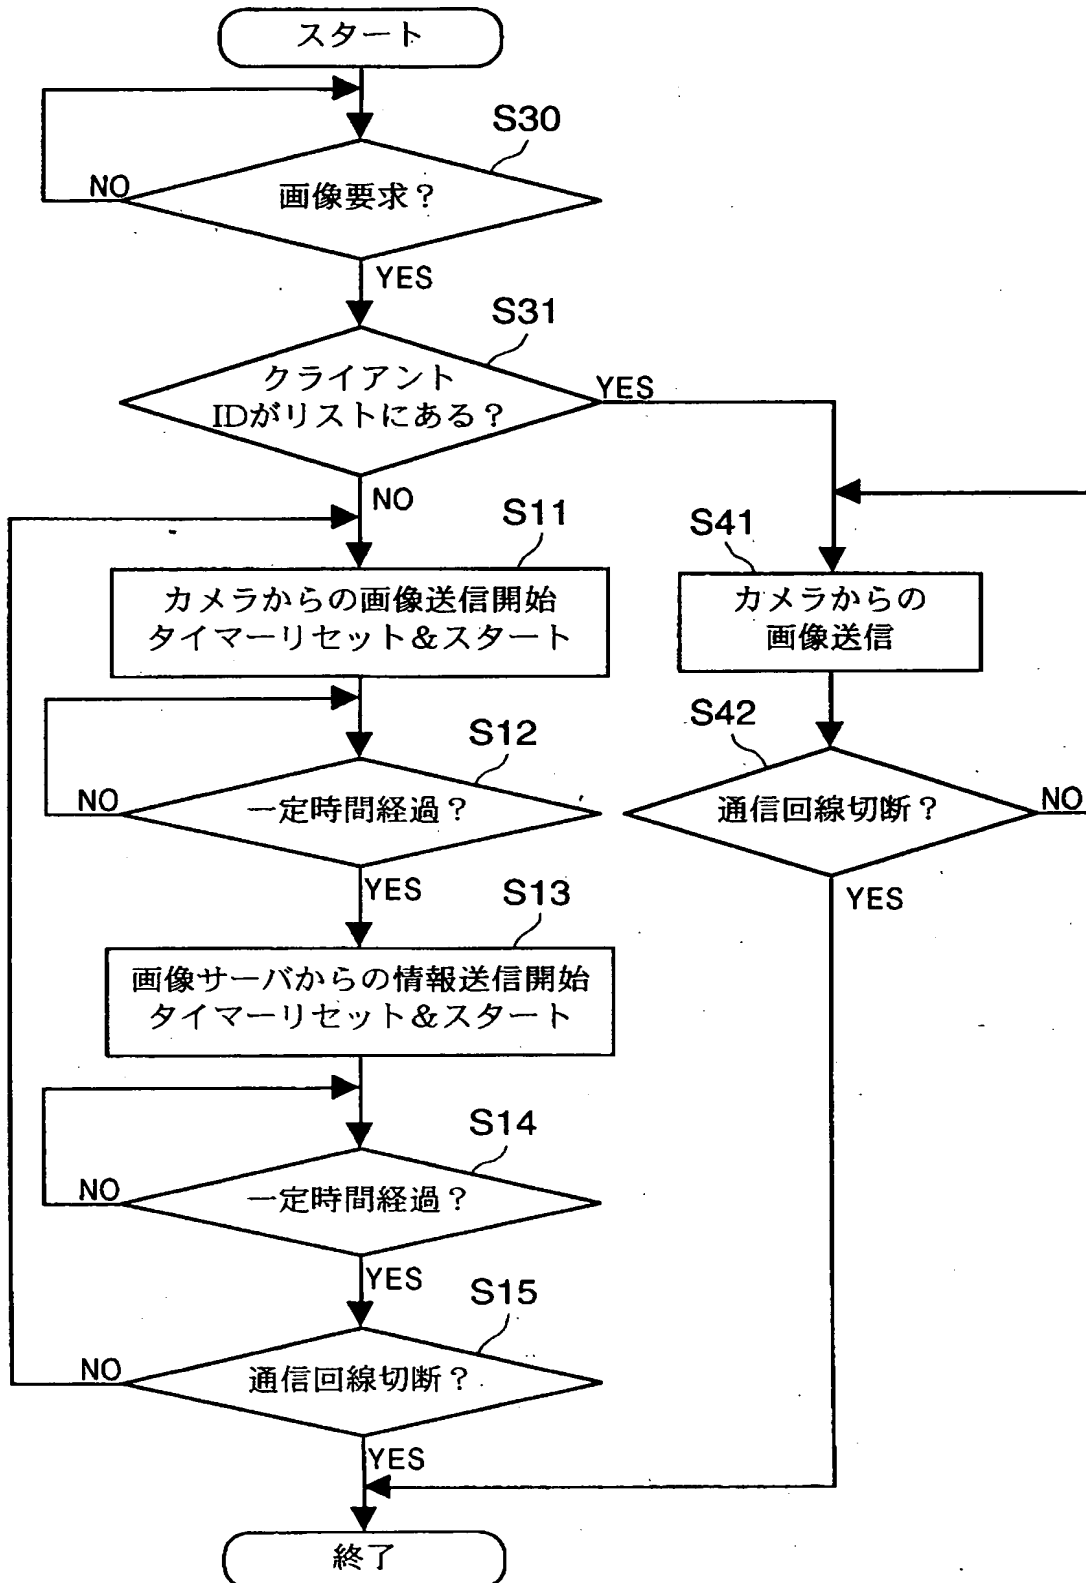 スタート
S30
画像要求？
NO
YES
S31
クライアント
IDがリストにある？
YES
NO
S11
カメラからの画像送信開始
タイマーリセット＆スタート
S41
カメラからの
画像送信
S12
一定時間経過？
NO
YES
S42
通信回線切断？
NO
YES
S13
画像サーバからの情報送信開始
タイマーリセット＆スタート
S14
一定時間経過？
NO
YES
S15
通信回線切断？
NO
YES
終了